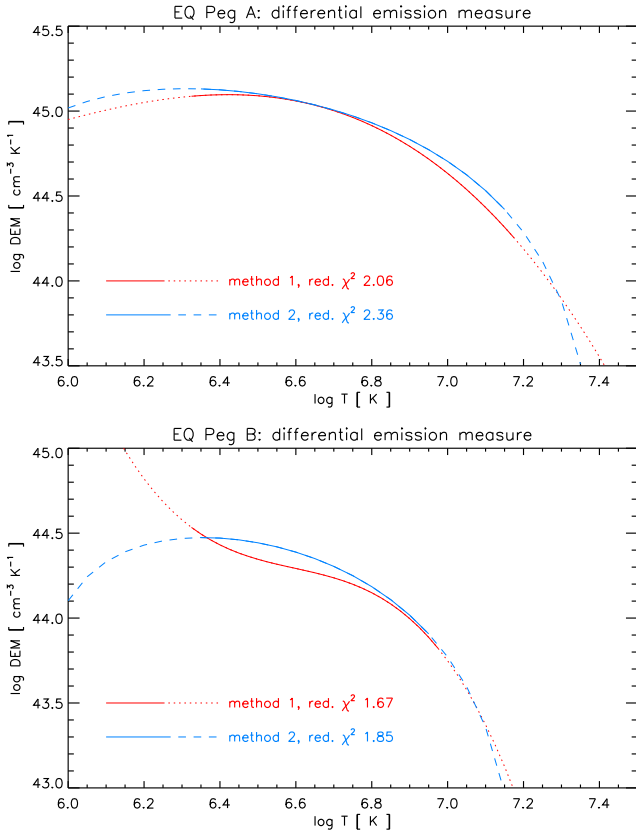 EQ Peg A: differential emission measure
45.5
45.0
44.5
44.0
43.5
log DEM [ cm⁻³ K⁻¹ ]
method 1, red. χ² 2.06
method 2, red. χ² 2.36
6.0 6.2 6.4 6.6 6.8 7.0 7.2 7.4
log T [ K ]
EQ Peg B: differential emission measure
45.0
44.5
44.0
43.5
43.0
log DEM [ cm⁻³ K⁻¹ ]
method 1, red. χ² 1.67
method 2, red. χ² 1.85
6.0 6.2 6.4 6.6 6.8 7.0 7.2 7.4
log T [ K ]